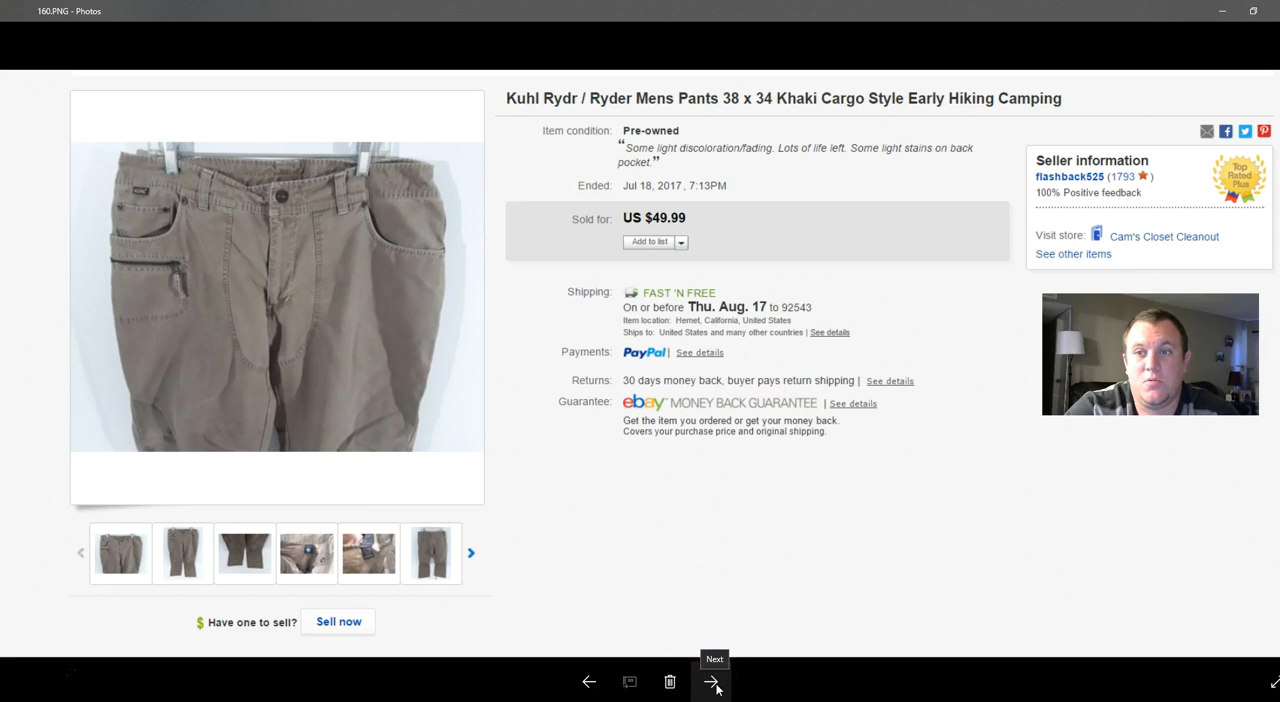 160.PNG - Photos
Kuhl Rydr / Ryder Mens Pants 38 x 34 Khaki Cargo Style Early Hiking Camping
Item condition: Pre-owned
“Some light discoloration/fading. Lots of life left. Some light stains on back
pocket.”
Ended: Jul 18, 2017 , 7:13PM
Sold for: US $49.99
Add to list
Shipping: FAST 'N FREE
On or before Thu. Aug. 17 to 92543
Item location: Hemet, California, United States
Ships to: United States and many other countries | See details
Payments: PayPal | See details
Returns: 30 days money back, buyer pays return shipping | See details
Guarantee: ebay MONEY BACK GUARANTEE | See details
Get the item you ordered or get your money back.
Covers your purchase price and original shipping.
Seller information
flashback525 (1793 )
100% Positive feedback
Top
Rated
Plus
Visit store: Cam's Closet Cleanout
See other items
$ Have one to sell? Sell now
Next